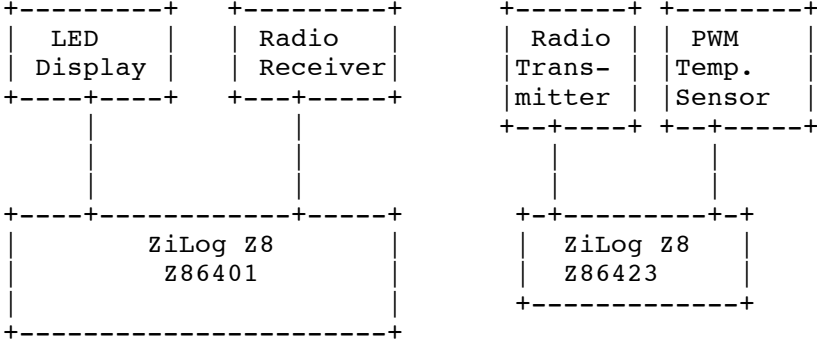 LED
Display
Radio
Receiver
Radio
Trans-
mitter
PWM
Temp.
Sensor
ZiLog Z8
Z86401
ZiLog Z8
Z86423